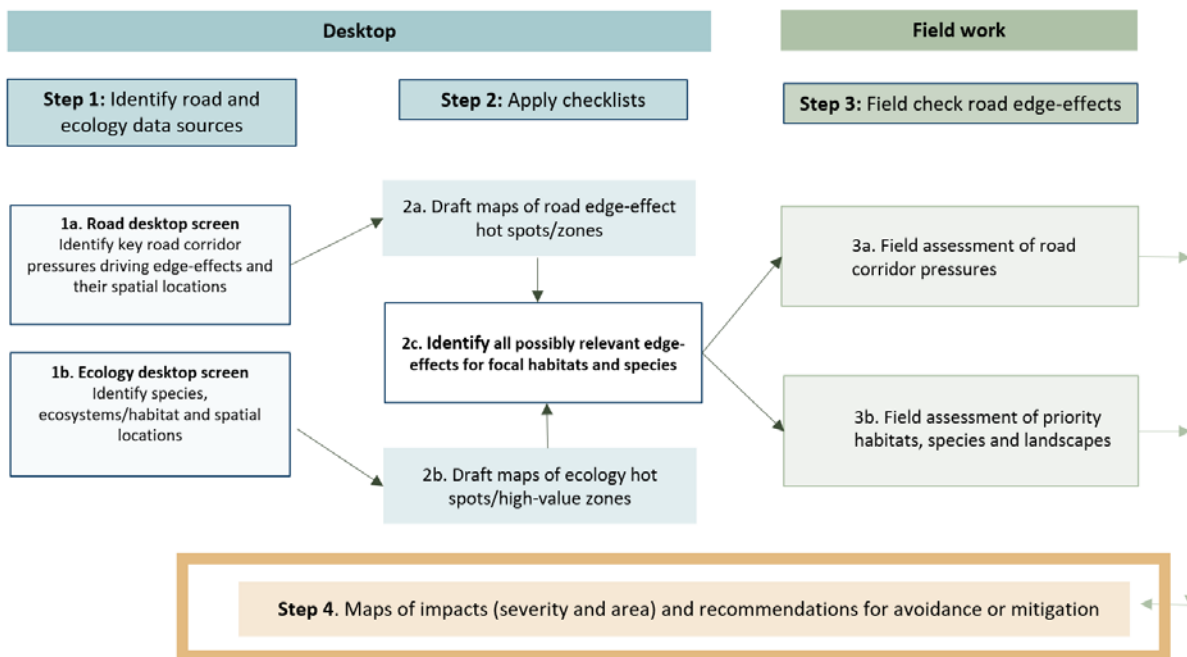 Desktop
Field work
Step 1: Identify road and
ecology data sources
Step 2: Apply checklists
Step 3: Field check road edge-effects
1a. Road desktop screen
Identify key road corridor
pressures driving edge-effects and
their spatial locations
2a. Draft maps of road edge-effect
hot spots/zones
3a. Field assessment of road
corridor pressures
2c. Identify all possibly relevant edge-
effects for focal habitats and species
1b. Ecology desktop screen
Identify species,
ecosystems/habitat and spatial
locations
3b. Field assessment of priority
habitats, species and landscapes
2b. Draft maps of ecology hot
spots/high-value zones
Step 4. Maps of impacts (severity and area) and recommendations for avoidance or mitigation